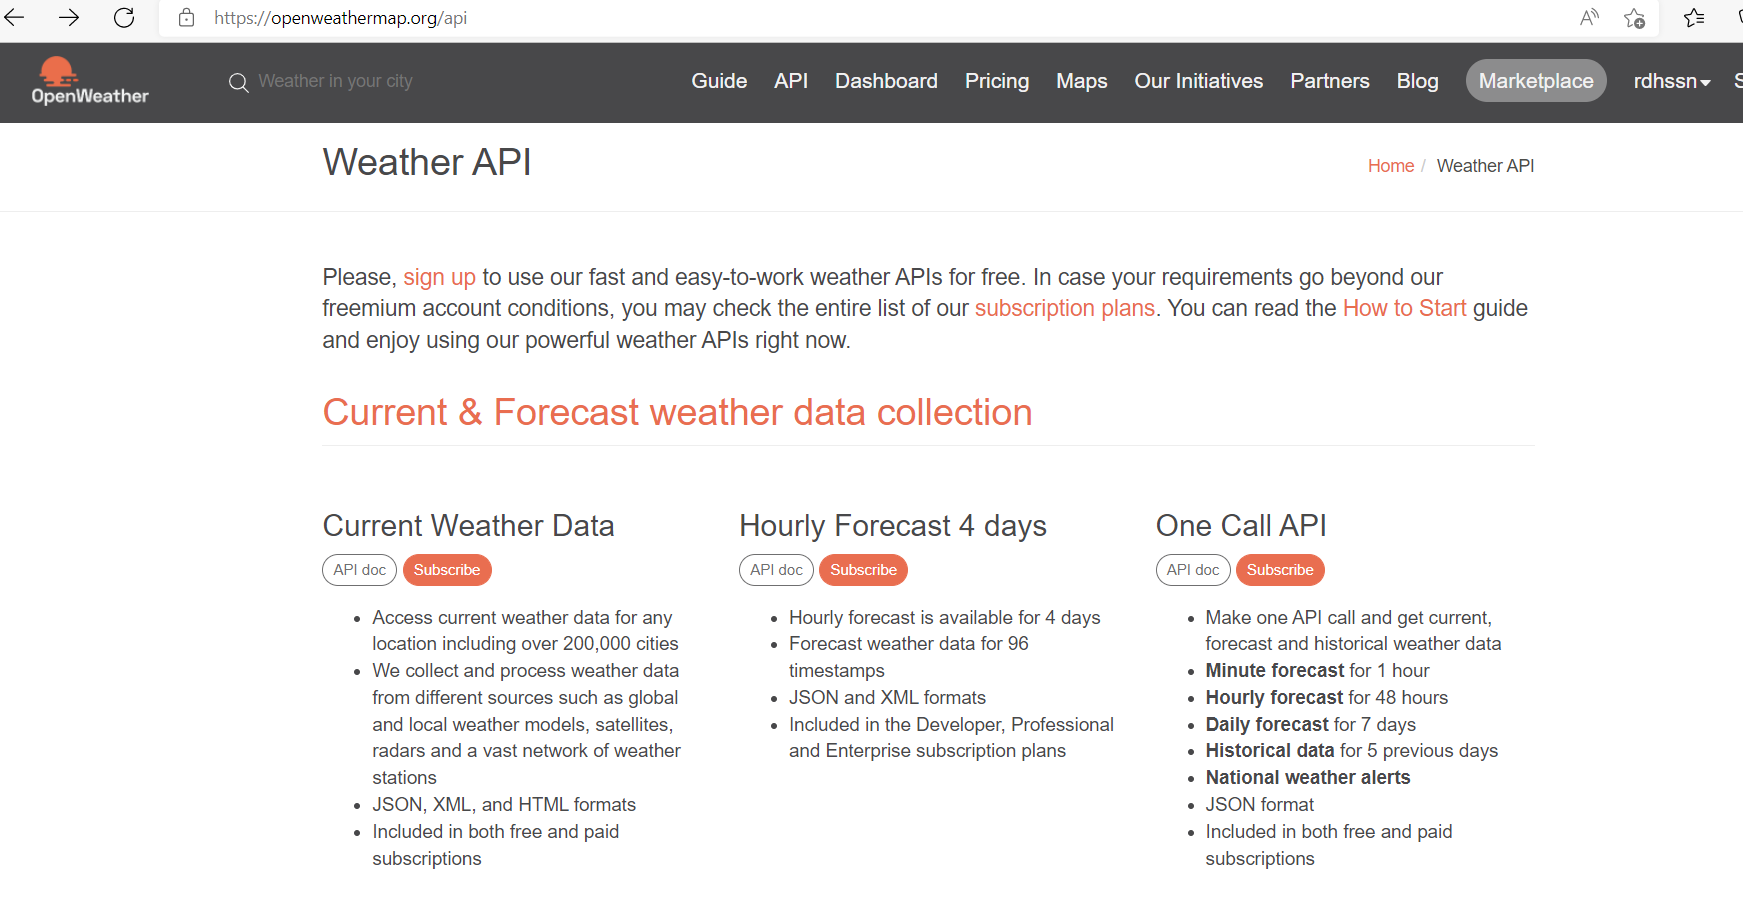 https://openweathermap.org/api
OpenWeather
Weather in your city
Guide API Dashboard Pricing Maps Our Initiatives Partners Blog Marketplace rdhssn
Weather API
Home / Weather API
Please, sign up to use our fast and easy-to-work weather APIs for free. In case your requirements go beyond our
freemium account conditions, you may check the entire list of our subscription plans. You can read the How to Start guide
and enjoy using our powerful weather APIs right now.
Current & Forecast weather data collection
Current Weather Data
API doc Subscribe
Access current weather data for any
location including over 200,000 cities
We collect and process weather data
from different sources such as global
and local weather models, satellites,
radars and a vast network of weather
stations
JSON, XML, and HTML formats
Included in both free and paid
subscriptions
Hourly Forecast 4 days
API doc Subscribe
Hourly forecast is available for 4 days
Forecast weather data for 96
timestamps
JSON and XML formats
Included in the Developer, Professional
and Enterprise subscription plans
One Call API
API doc Subscribe
Make one API call and get current,
forecast and historical weather data
Minute forecast for 1 hour
Hourly forecast for 48 hours
Daily forecast for 7 days
Historical data for 5 previous days
National weather alerts
JSON format
Included in both free and paid
subscriptions